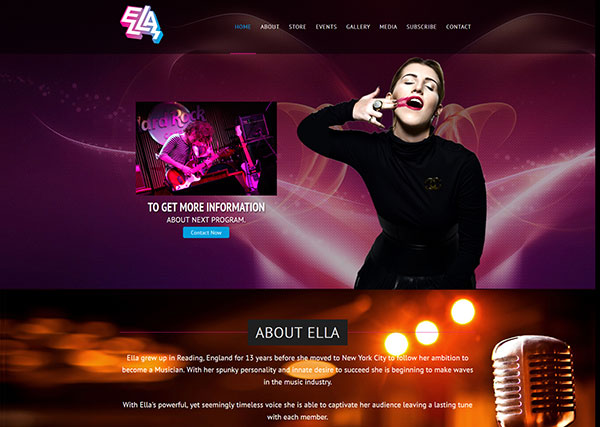 ELLA
HOME ABOUT STORE EVENTS GALLERY MEDIA SUBSCRIBE CONTACT
Hard Rock
TO GET MORE INFORMATION
ABOUT NEXT PROGRAM.
Contact Now
ABOUT ELLA
Ella grew up in Reading, England for 13 years before she moved to New York City to follow her ambition to
become a Musician. With her spunky personality and innate desire to succeed she is beginning to make waves
in the music industry.
With Ella's powerful, yet seemingly timeless voice she is able to captivate her audience leaving a lasting tune
with each member.